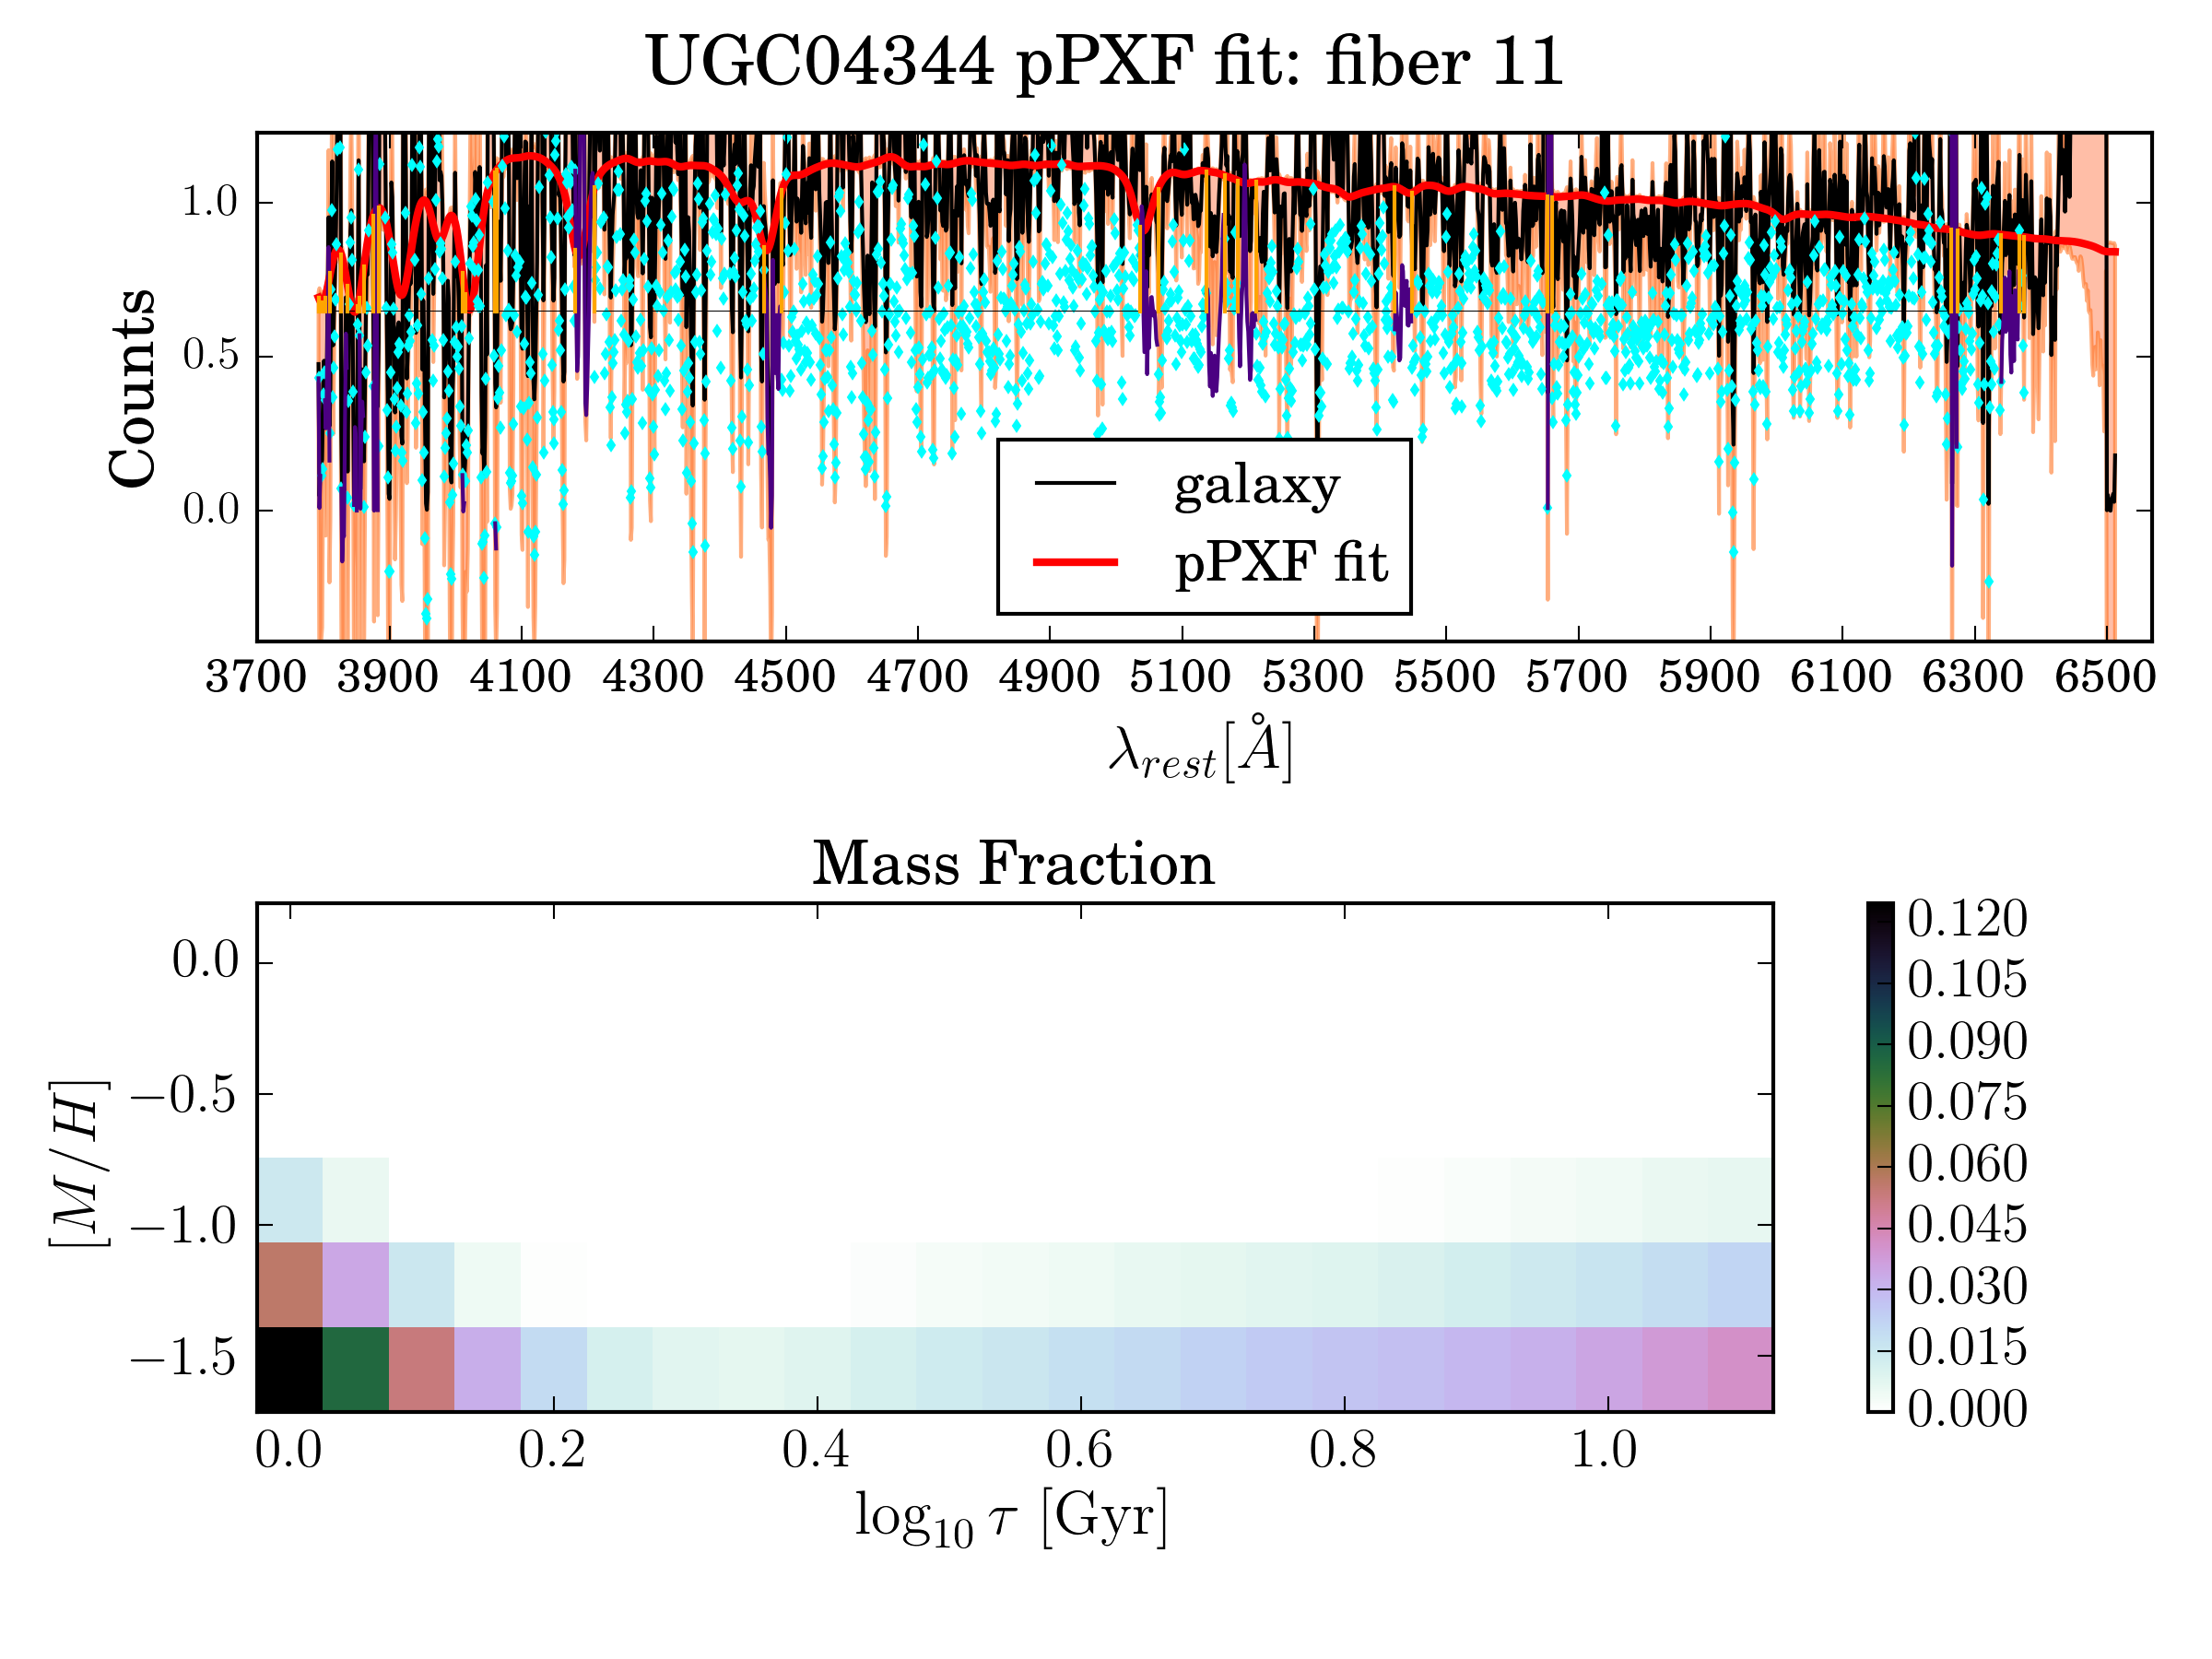 UGC04344 pPXF fit: fiber 11
Counts
1.0
0.5
0.0
galaxy
pPXF fit
3700 3900 4100 4300 4500 4700 4900 5100 5300 5500 5700 5900 6100 6300 6500
λrest[Å]
Mass Fraction
[M/H]
0.0
−0.5
−1.0
−1.5
0.0 0.2 0.4 0.6 0.8 1.0
log10 τ [Gyr]
0.120
0.105
0.090
0.075
0.060
0.045
0.030
0.015
0.000